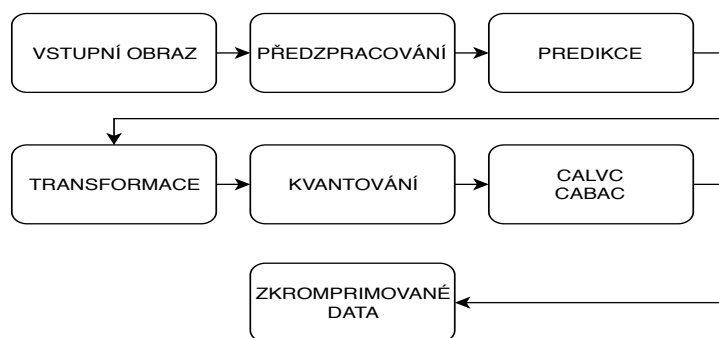 VSTUPNÍ OBRAZ
PŘEDZPRACOVÁNÍ
PREDIKCE
TRANSFORMACE
KVANTOVÁNÍ
CALVC
CABAC
ZKROMPRIMOVANÉ
DATA